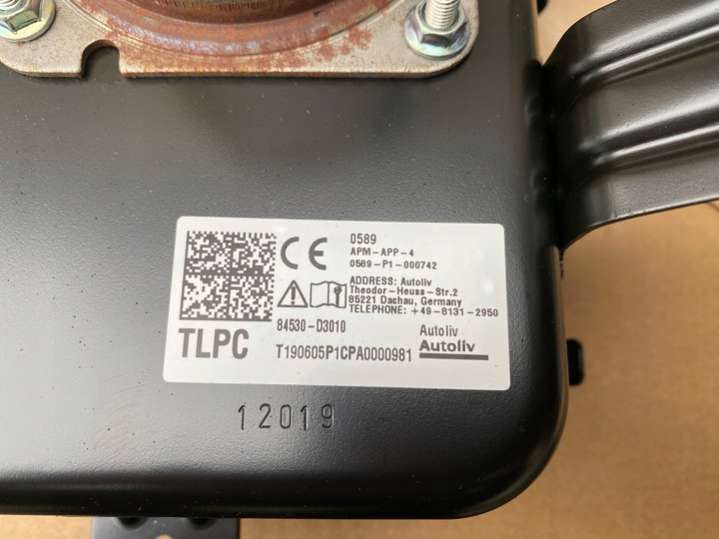 CE
0589
APM-APP-4
0589-P1-000742
ADDRESS: Autoliv
Theodor-Heuss-Str.2
85221 Dachau, Germany
TELEPHONE: +49-8131-2950
84530-D3010
TLPC
T190605P1CPA0000981
Autoliv
Autoliv
12019